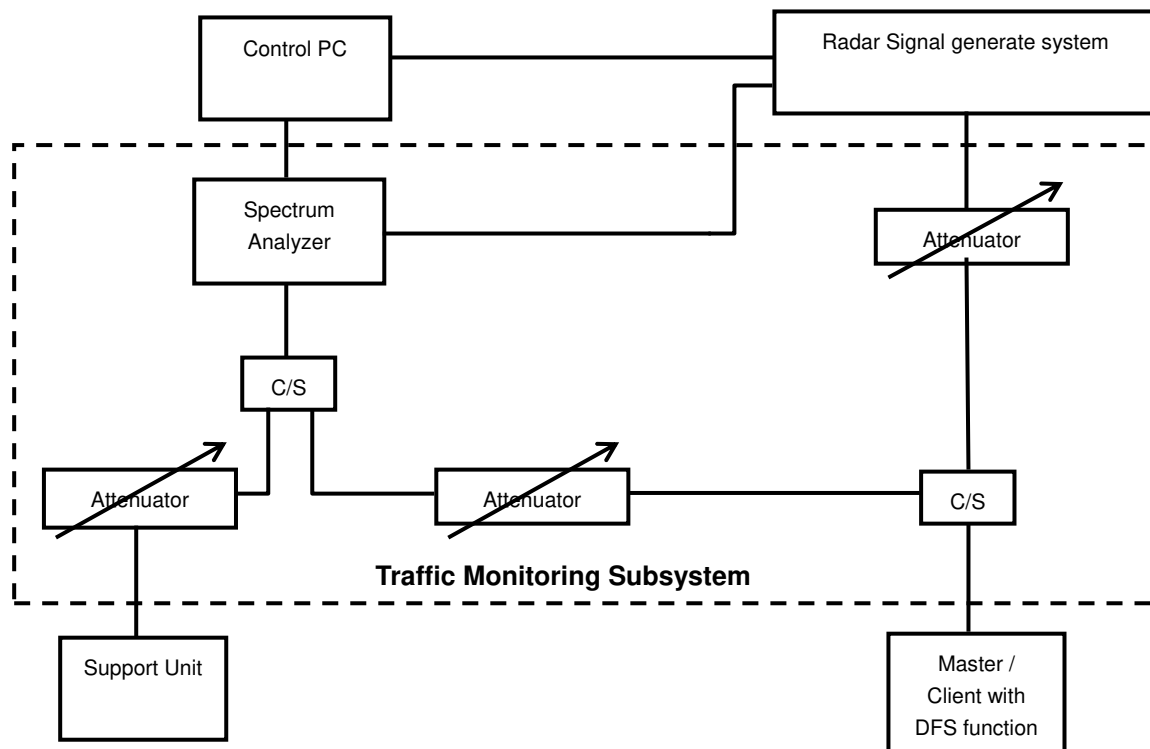 Control PC
Radar Signal generate system
Spectrum
Analyzer
Attenuator
C/S
Attenuator
Attenuator
C/S
Traffic Monitoring Subsystem
Support Unit
Master /
Client with
DFS function